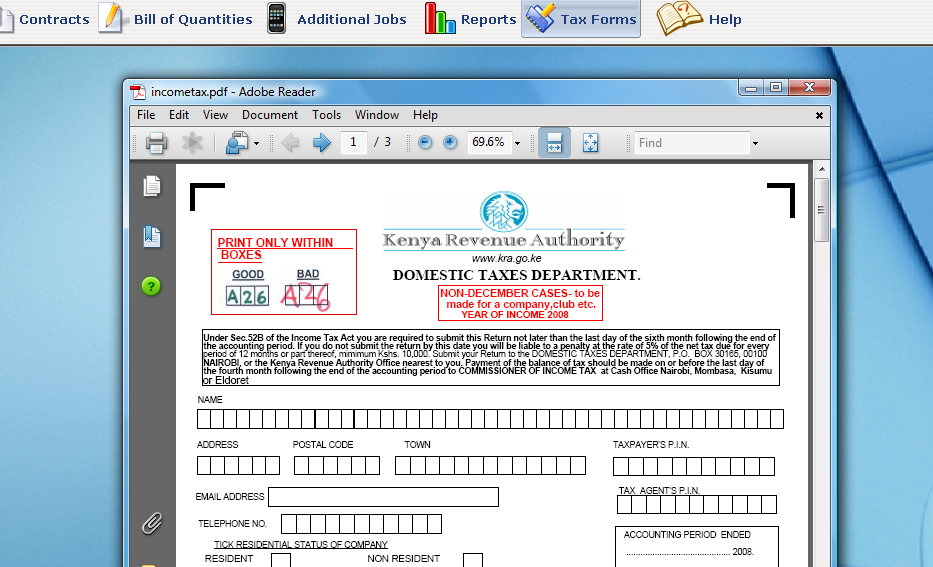 Contracts Bill of Quantities Additional Jobs Reports Tax Forms Help
incometax.pdf - Adobe Reader
File Edit View Document Tools Window Help
1 / 3 69.6% Find
Kenya Revenue Authority
www.kra.go.ke
DOMESTIC TAXES DEPARTMENT.
PRINT ONLY WITHIN
BOXES
GOOD BAD
A26 A26
NON-DECEMBER CASES- to be
made for a company,club etc.
YEAR OF INCOME 2008
Under Sec.52B of the Income Tax Act you are required to submit this Return not later than the last day of the sixth month following the end of
the accounting period. If you do not submit the return by this date you will be liable to a penalty at the rate of 5% of the net tax due for every
period of 12 months or part thereof, minimum Kshs. 10,000. Submit your Return to the DOMESTIC TAXES DEPARTMENT, P.O. BOX 30165, 00100
NAIROBI, or the Kenya Revenue Authority Office nearest to you. Payment of the balance of tax should be made on or before the last day of
the fourth month following the end of the accounting period to COMMISSIONER OF INCOME TAX at Cash Office Nairobi, Mombasa, Kisumu
or Eldoret
NAME
ADDRESS POSTAL CODE TOWN TAXPAYER'S P.I.N.
EMAIL ADDRESS TAX AGENT'S P.I.N.
TELEPHONE NO.
TICK RESIDENTIAL STATUS OF COMPANY
RESIDENT NON RESIDENT
ACCOUNTING PERIOD ENDED
........................................ 2008.